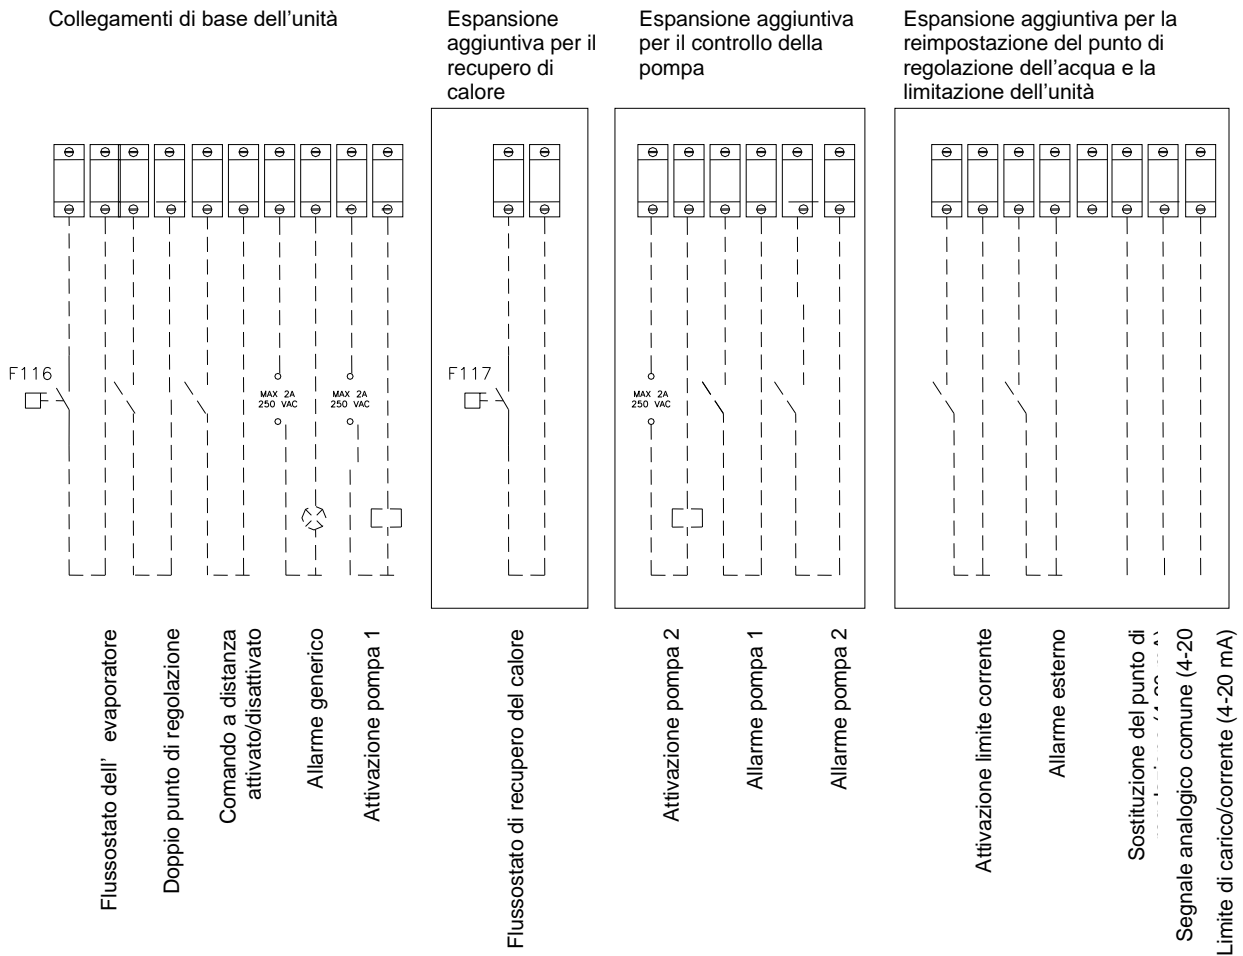 Collegamenti di base dell'unità
Espansione
aggiuntiva per il
recupero di
calore
Espansione aggiuntiva
per il controllo della
pompa
Espansione aggiuntiva per la
reimpostazione del punto di
regolazione dell'acqua e la
limitazione dell'unità
F116
MAX 2A
250 VAC
MAX 2A
250 VAC
F117
MAX 2A
250 VAC
Flussostato dell' evaporatore
Doppio punto di regolazione
Comando a distanza
attivato/disattivato
Allarme generico
Attivazione pompa 1
Flussostato di recupero del calore
Attivazione pompa 2
Allarme pompa 1
Allarme pompa 2
Attivazione limite corrente
Allarme esterno
Sostituzione del punto di
Segnale analogico comune (4-20
Limite di carico/corrente (4-20 mA)